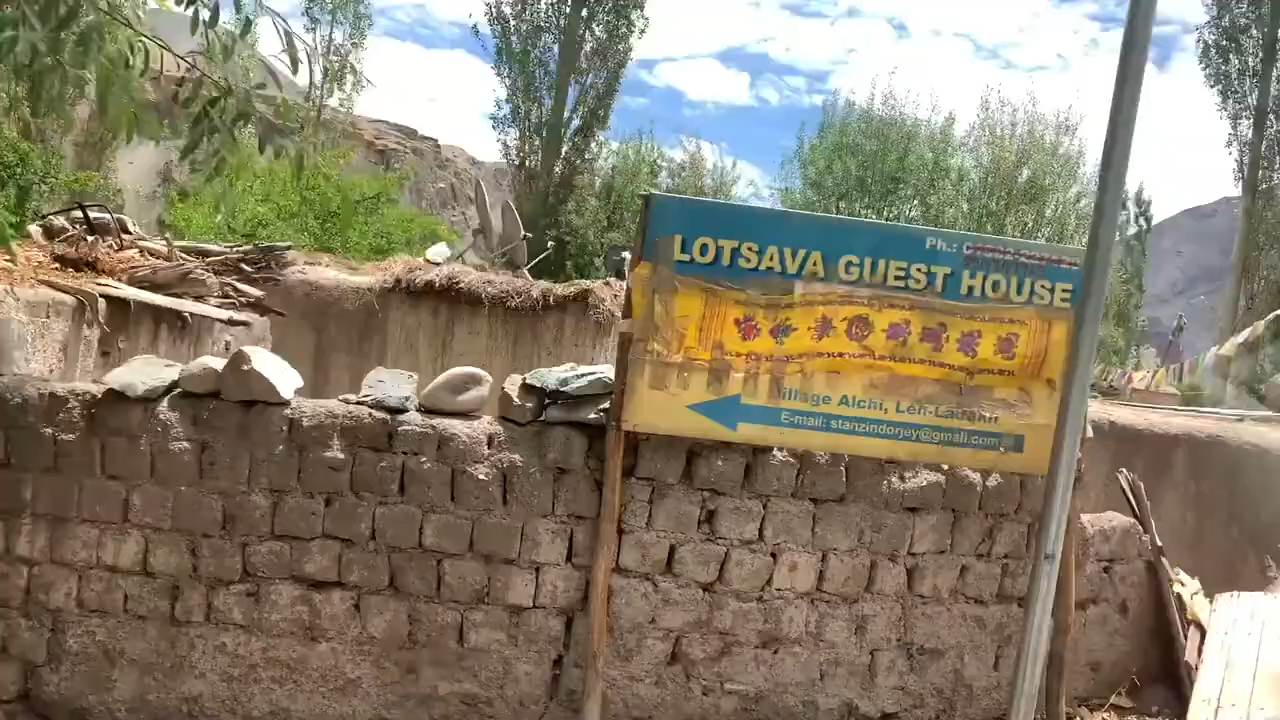 Ph.:
LOTSAVA GUEST HOUSE
Village Alchi, Leh-Ladakh
E-mail: stanzindorjey@gmail.com